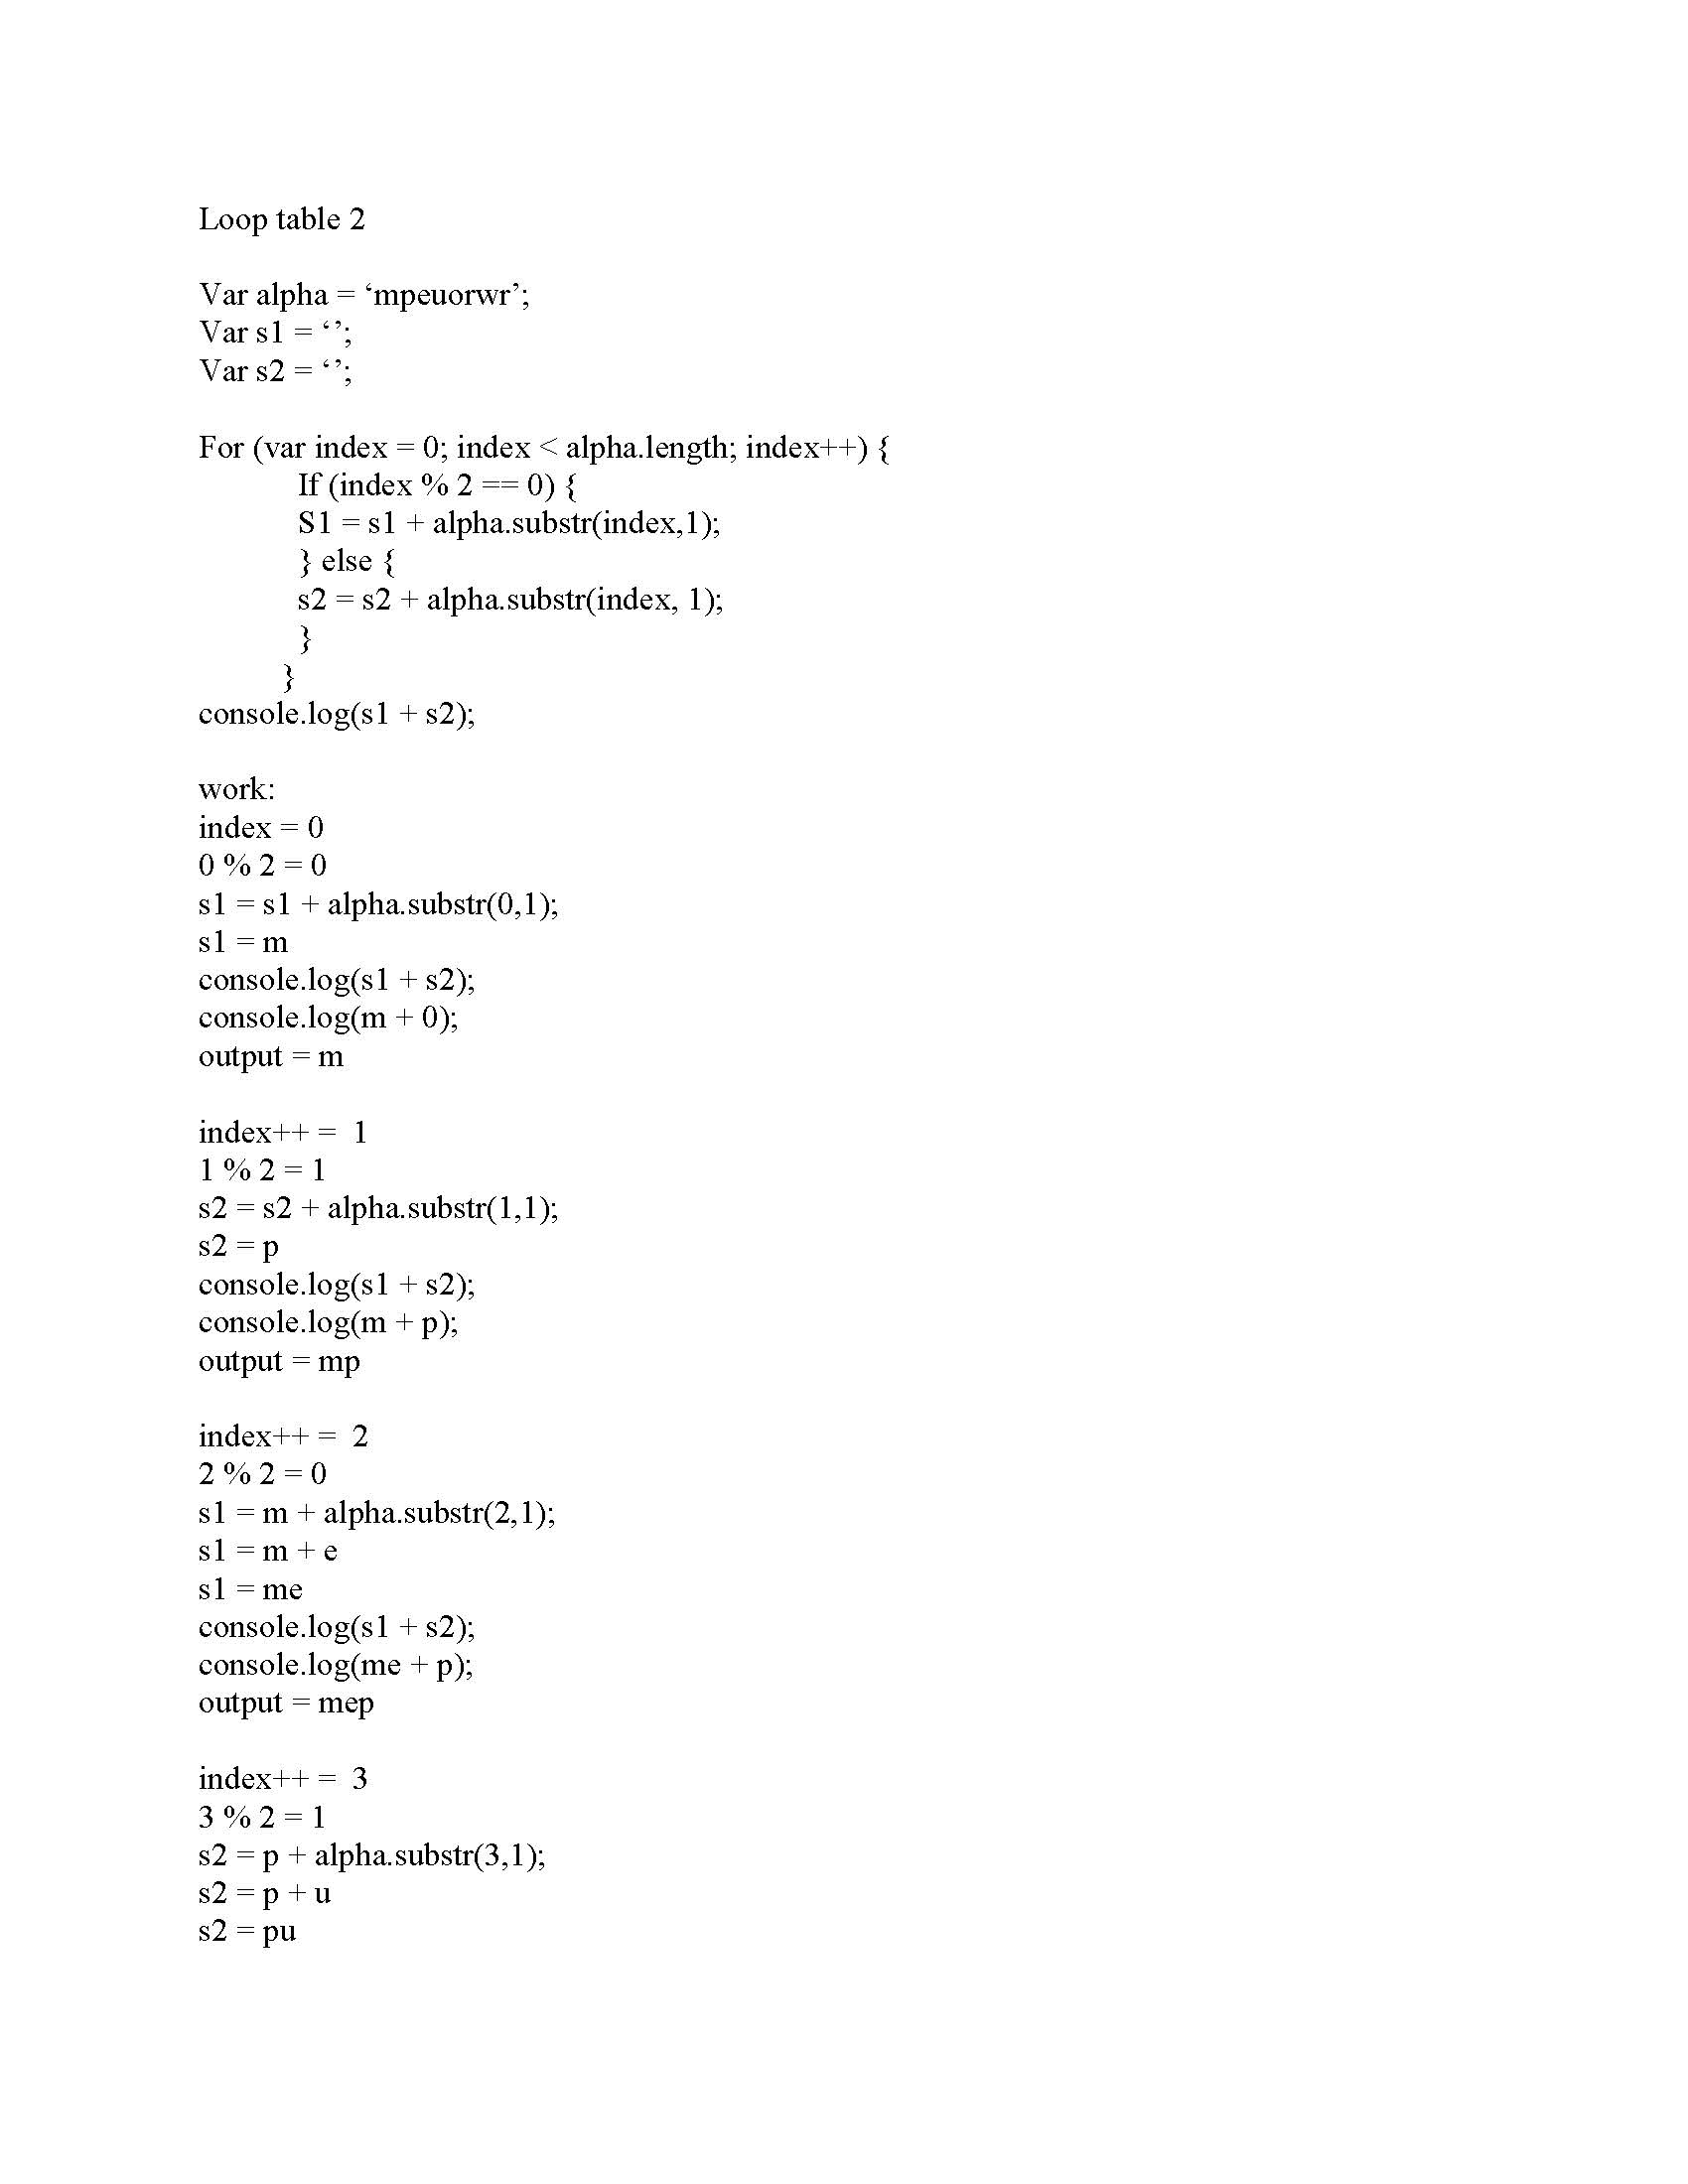 Loop table 2
Var alpha = ‘mpeuorwr’;
Var s1 = ‘’;
Var s2 = ‘’;
For (var index = 0; index < alpha.length; index++) {
If (index % 2 == 0) {
S1 = s1 + alpha.substr(index,1);
} else {
s2 = s2 + alpha.substr(index, 1);
}
}
console.log(s1 + s2);
work:
index = 0
0 % 2 = 0
s1 = s1 + alpha.substr(0,1);
s1 = m
console.log(s1 + s2);
console.log(m + 0);
output = m
index++ =  1
1 % 2 = 1
s2 = s2 + alpha.substr(1,1);
s2 = p
console.log(s1 + s2);
console.log(m + p);
output = mp
index++ =  2
2 % 2 = 0
s1 = m + alpha.substr(2,1);
s1 = m + e
s1 = me
console.log(s1 + s2);
console.log(me + p);
output = mep
index++ =  3
3 % 2 = 1
s2 = p + alpha.substr(3,1);
s2 = p + u
s2 = pu